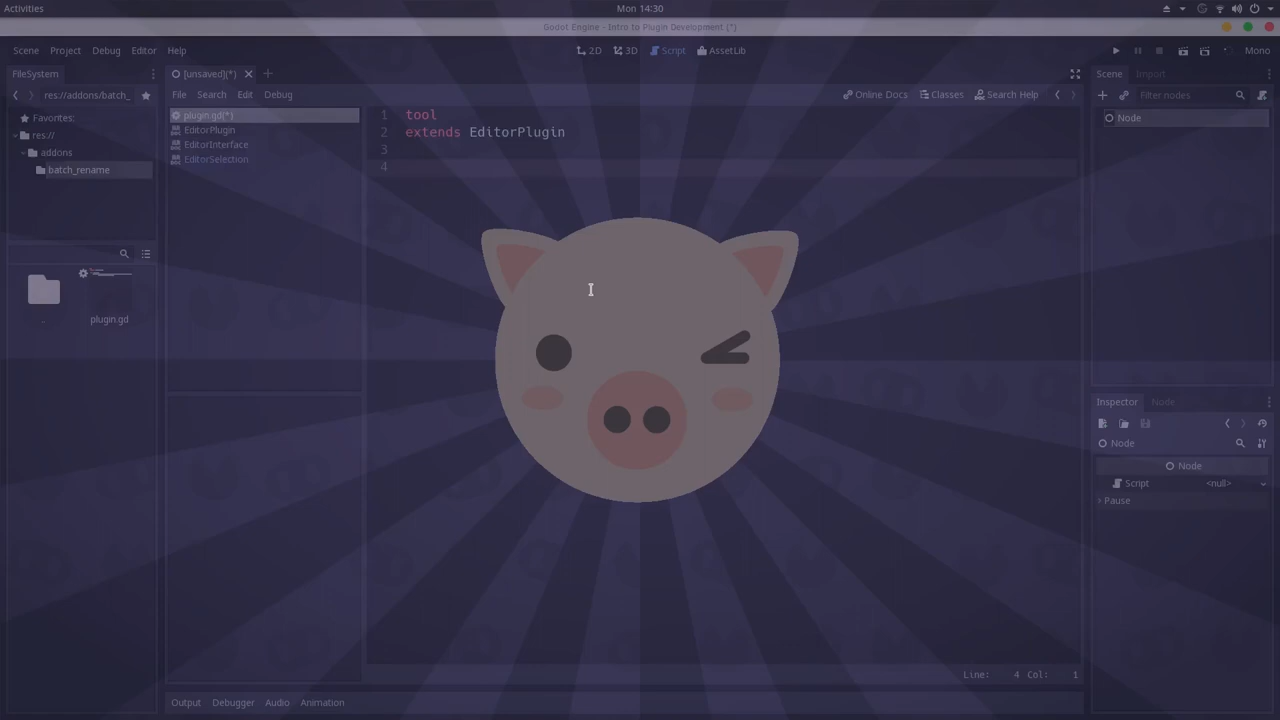 Activities
Mon 14:30
Godot Engine - Intro to Plugin Development (*)
Scene Project Debug Editor Help
2D 3D Script AssetLib
Mono
FileSystem
res://addons/batch_
Favorites:
res://
addons
batch_rename
..
plugin.gd
[unsaved](*)
File Search Edit Debug
Online Docs Classes Search Help
plugin.gd(*)
EditorPlugin
EditorInterface
EditorSelection
1 tool
2 extends EditorPlugin
3
4
Line: 4 Col: 1
Output Debugger Audio Animation
Scene Import
Filter nodes
Node
Inspector Node
Node
Node
Script <null>
Pause